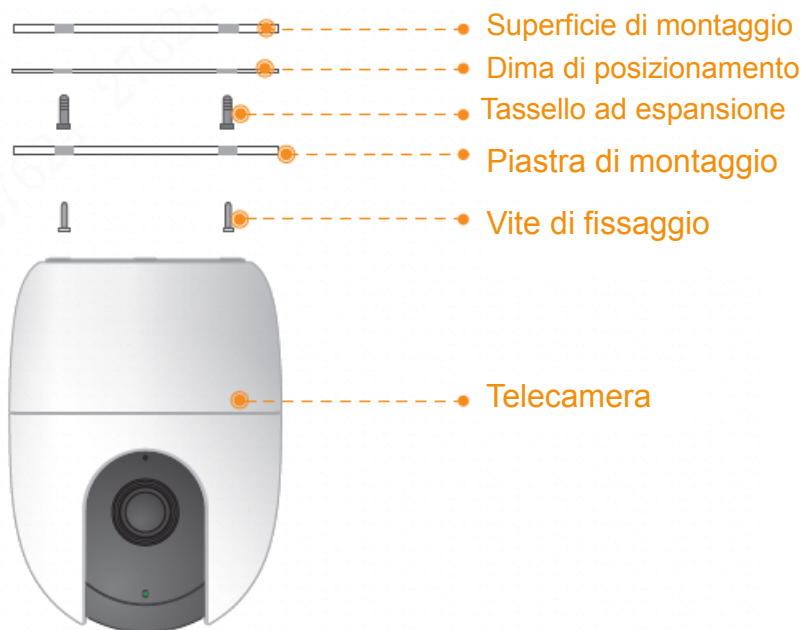 Superficie di montaggio
Dima di posizionamento
Tassello ad espansione
Piastra di montaggio
Vite di fissaggio
Telecamera